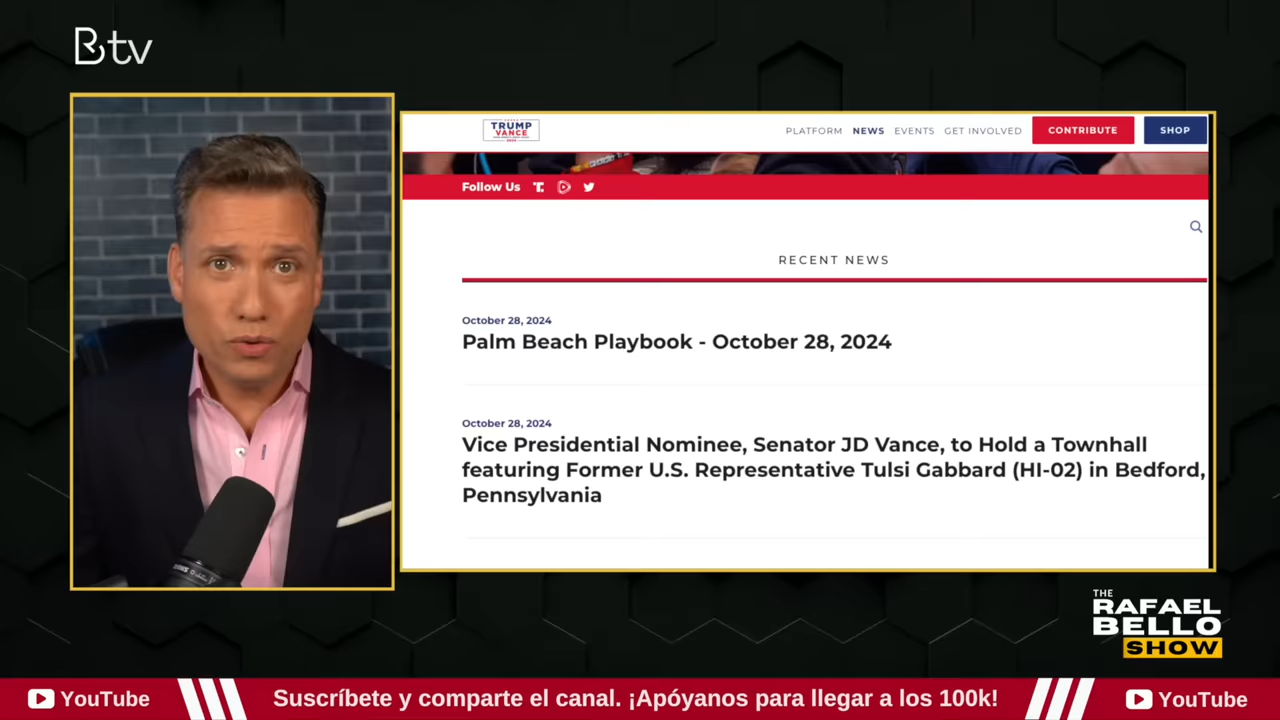 Btv
TRUMP
VANCE
PLATFORM NEWS EVENTS GET INVOLVED CONTRIBUTE SHOP
Follow Us
RECENT NEWS
October 28, 2024
Palm Beach Playbook - October 28, 2024
October 28, 2024
Vice Presidential Nominee, Senator JD Vance, to Hold a Townhall
featuring Former U.S. Representative Tulsi Gabbard (HI-02) in Bedford,
Pennsylvania
THE
RAFAEL
BELLO
SHOW
YouTube Suscríbete y comparte el canal. ¡Apóyanos para llegar a los 100k! YouTube